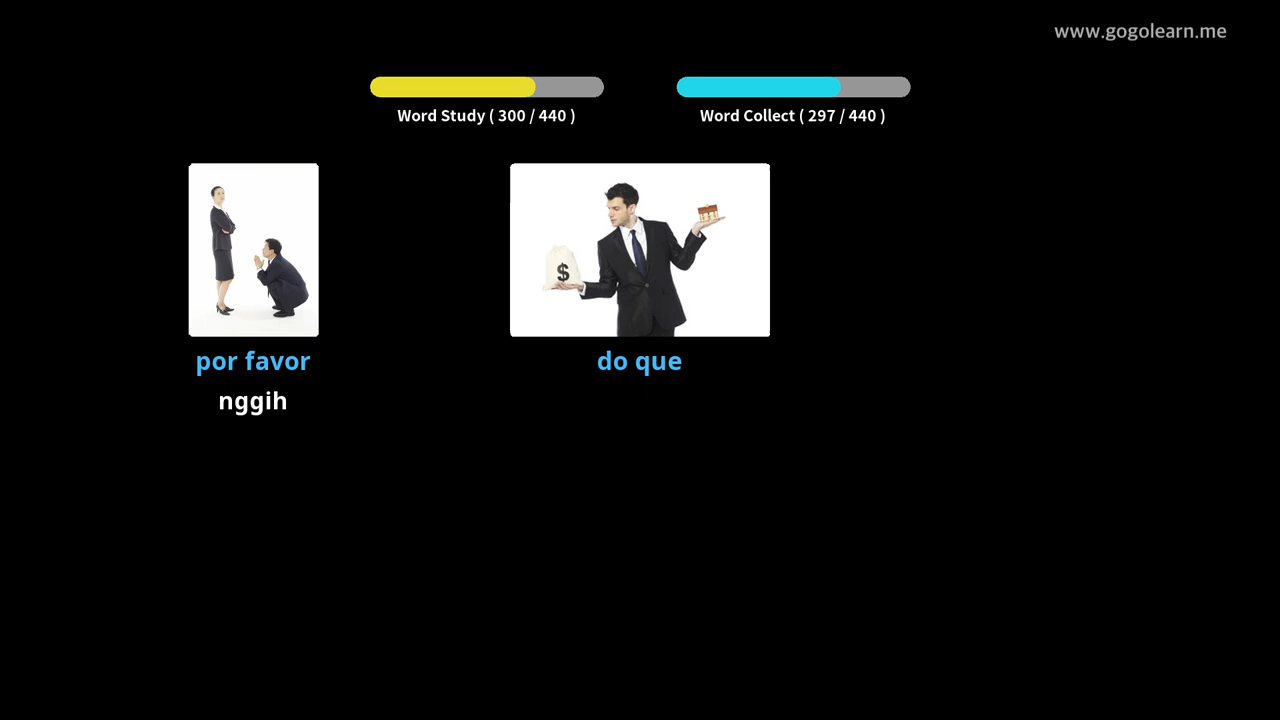 www.gogolearn.me
Word Study ( 300 / 440 )
Word Collect ( 297 / 440 )
$
por favor
do que
nggih